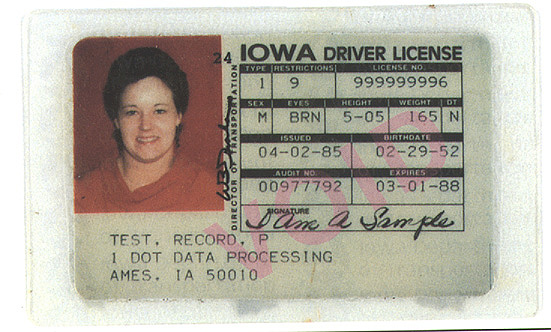 24 IOWA DRIVER LICENSE
TYPE RESTRICTIONS LICENSE NO.
1 9 999999996
SEX EYES HEIGHT WEIGHT DT
M BRN 5-05 165 N
ISSUED BIRTHDATE
04-02-85 02-29-52
AUDIT NO. EXPIRES
00977792 03-01-88
SIGNATURE
I Am A Sample
DIRECTOR OF TRANSPORTATION
VOID
TEST, RECORD, P
1 DOT DATA PROCESSING
AMES, IA 50010